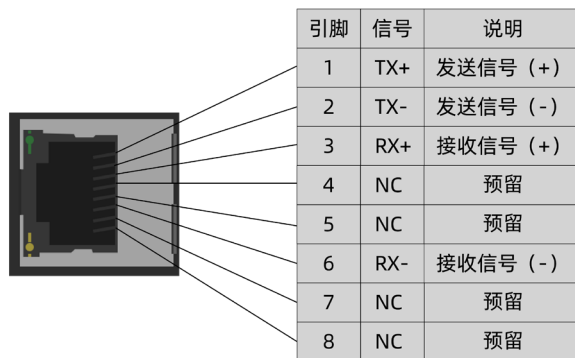 引脚 信号 说明
1 TX+ 发送信号（+）
2 TX- 发送信号（-）
3 RX+ 接收信号（+）
4 NC 预留
5 NC 预留
6 RX- 接收信号（-）
7 NC 预留
8 NC 预留